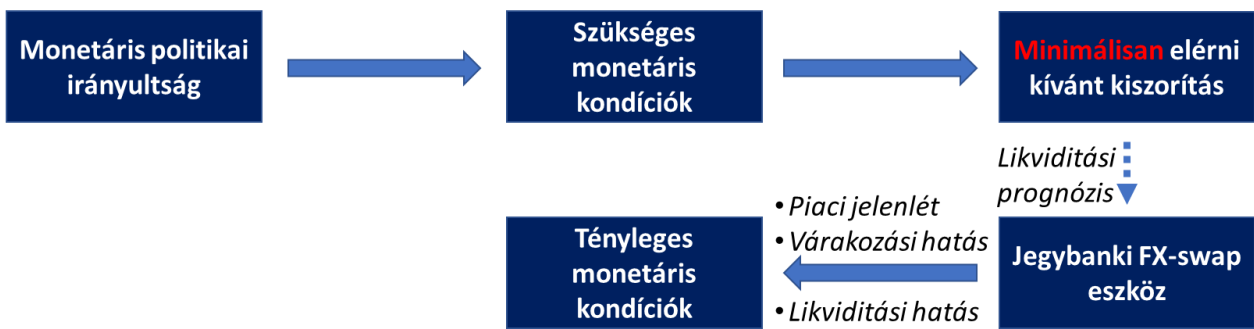 Monetáris politikai
irányultság
Szükséges
monetáris
kondíciók
Minimálisan elérni
kívánt kiszorítás
Likviditási
prognózis
• Piaci jelenlét
• Várakozási hatás
• Likviditási hatás
Tényleges
monetáris
kondíciók
Jegybanki FX-swap
eszköz